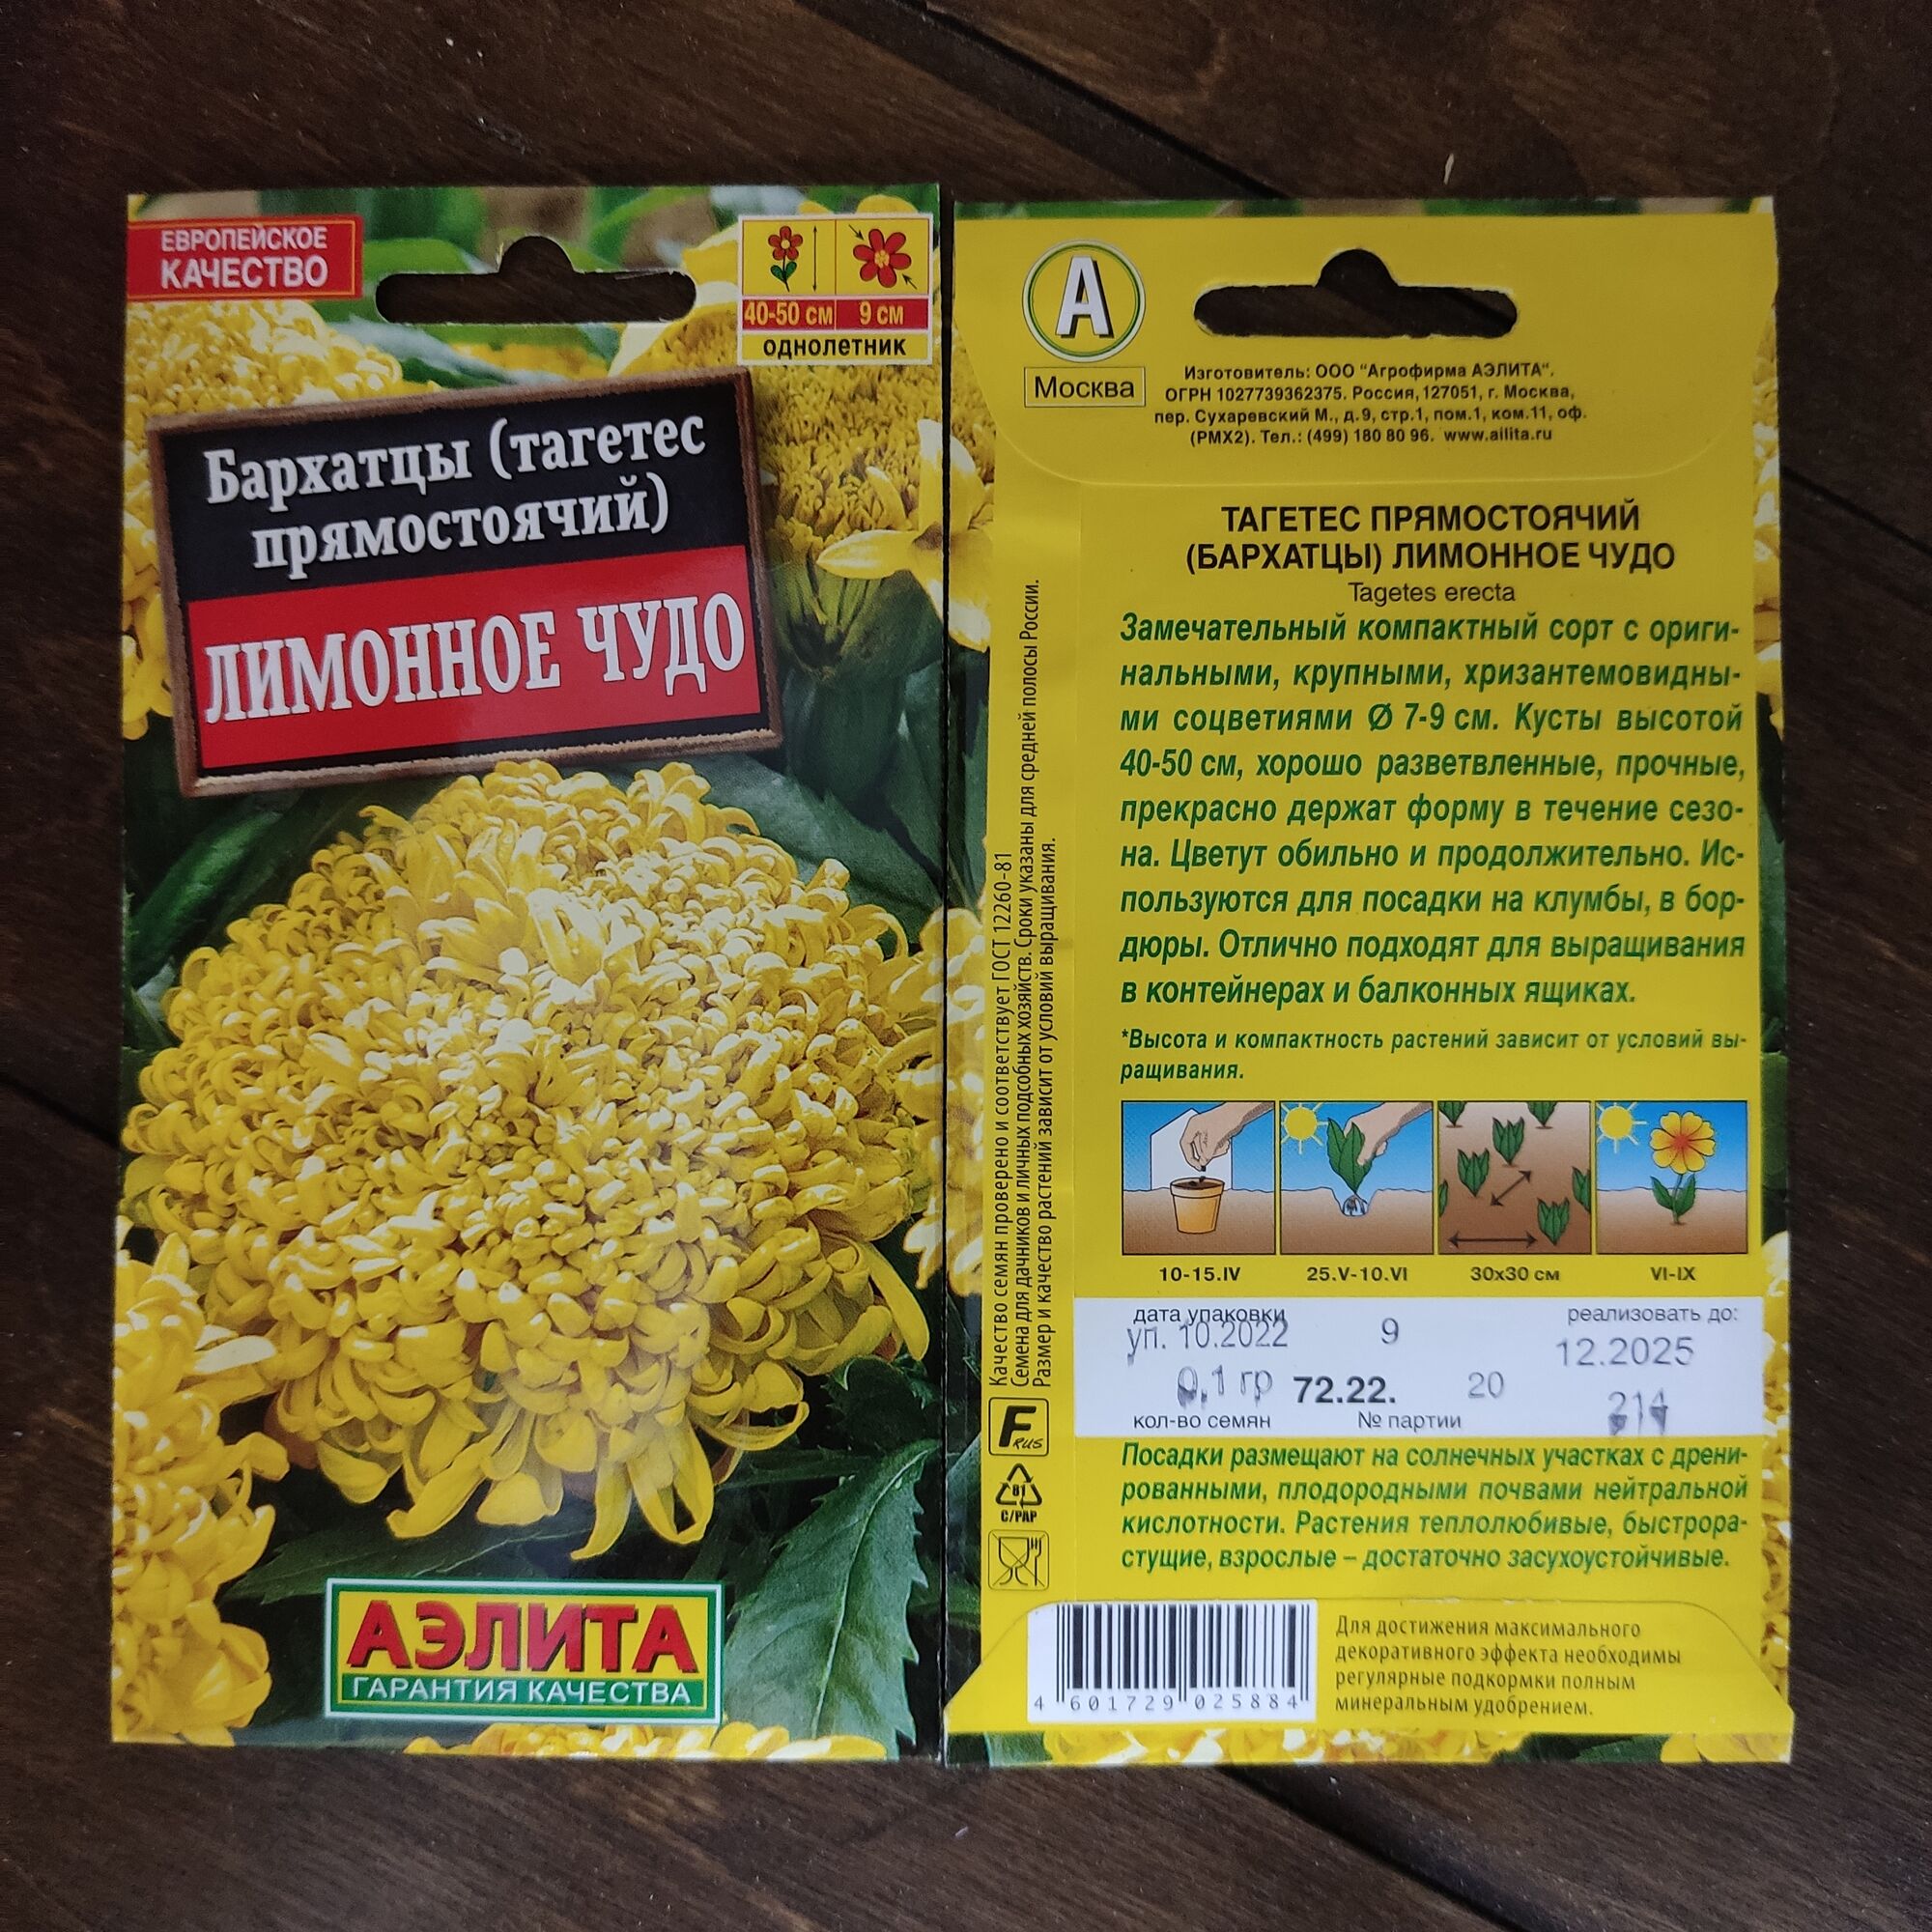 ЕВРОПЕЙСКОЕ
КАЧЕСТВО
40-50 см 9 см
однолетник
Бархатцы (тагетес
прямостоячий)
ЛИМОННОЕ ЧУДО
АЭЛИТА
ГАРАНТИЯ КАЧЕСТВА
А
Москва
Изготовитель: ООО "Агрофирма АЭЛИТА".
ОГРН 1027739362375. Россия, 127051, г. Москва,
пер. Сухаревский М., д.9, стр.1, пом.1, ком.11, оф.
(РМХ2). Тел.: (499) 180 80 96. www.ailita.ru
ТАГЕТЕС ПРЯМОСТОЯЧИЙ
(БАРХАТЦЫ) ЛИМОННОЕ ЧУДО
Tagetes erecta
Замечательный компактный сорт с ориги-
нальными, крупными, хризантемовидны-
ми соцветиями Ø 7-9 см. Кусты высотой
40-50 см, хорошо разветвленные, прочные,
прекрасно держат форму в течение сезо-
на. Цветут обильно и продолжительно. Ис-
пользуются для посадки на клумбы, в бор-
дюры. Отлично подходят для выращивания
в контейнерах и балконных ящиках.
*Высота и компактность растений зависит от условий вы-
ращивания.
10-15.IV 25.V-10.VI 30х30 см VI-IX
дата упаковки реализовать до:
уп. 10.2022 9 12.2025
0,1 гр 72.22. 20 214
кол-во семян № партии
Посадки размещают на солнечных участках с дрени-
рованными, плодородными почвами нейтральной
кислотности. Растения теплолюбивые, быстрора-
стущие, взрослые – достаточно засухоустойчивые.
Для достижения максимального
декоративного эффекта необходимы
регулярные подкормки полным
минеральным удобрением.
4 601729 025884
Качество семян проверено и соответствует ГОСТ 12260-81
Семена для дачников и личных подсобных хозяйств. Сроки указаны для средней полосы России.
Размер и качество растений зависит от условий выращивания.
F RUS
81
C/PAP